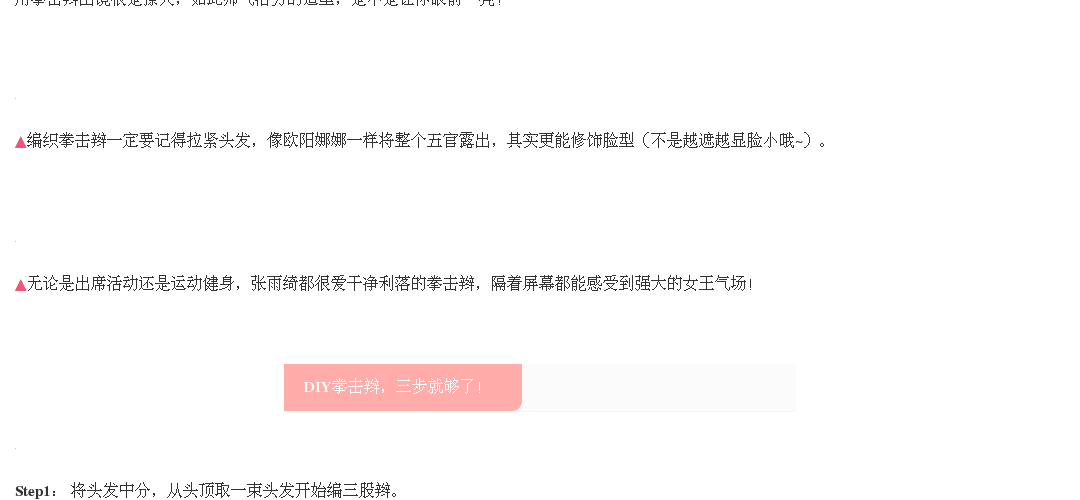 ▲编织拳击辫一定要记得拉紧头发，像欧阳娜娜一样将整个五官露出，其实更能修饰脸型（不是越遮越显脸小哦~）。
▲无论是出席活动还是运动健身，张雨绮都很爱干净利落的拳击辫，隔着屏幕都能感受到强大的女王气场!
DIY拳击辫，三步就够了!
Step1： 将头发中分，从头顶取一束头发开始编三股辫。